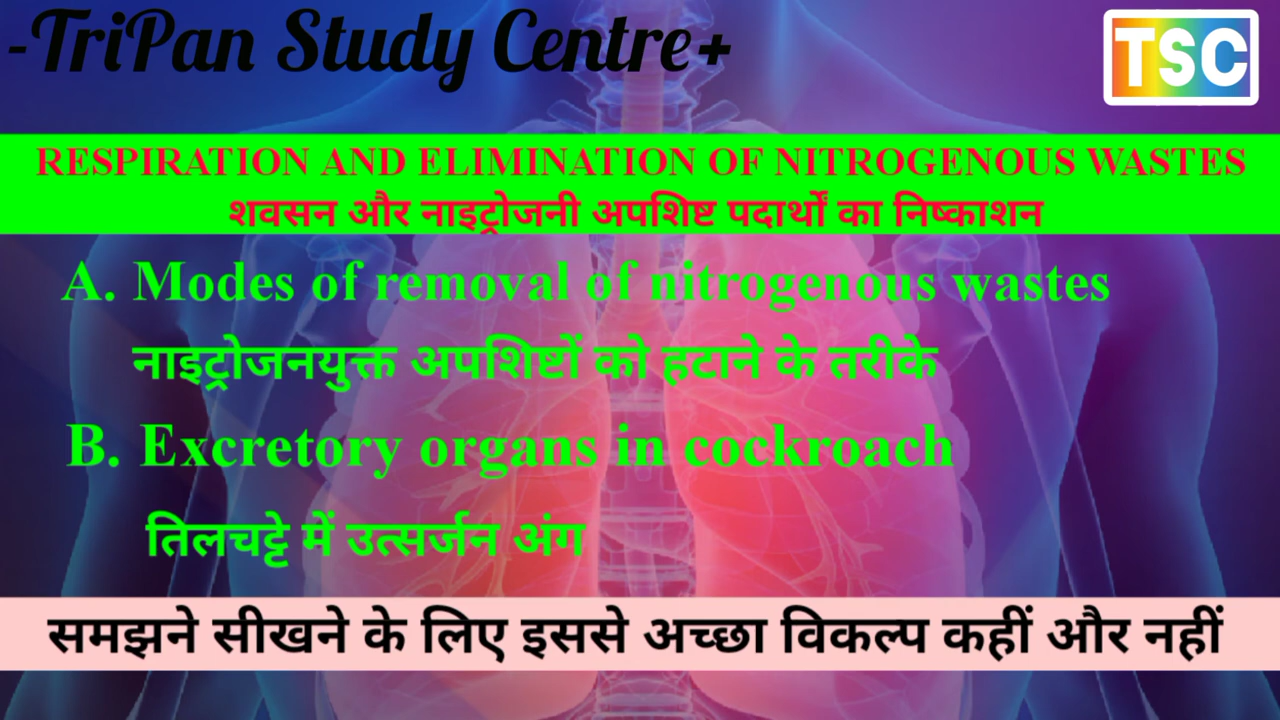 -TriPan Study Centre+
TSC
RESPIRATION AND ELIMINATION OF NITROGENOUS WASTES
शवसन और नाइट्रोजनी अपशिष्ट पदार्थों का निष्काशन
A. Modes of removal of nitrogenous wastes
नाइट्रोजनयुक्त अपशिष्टों को हटाने के तरीके
B. Excretory organs in cockroach
तिलचट्टे में उत्सर्जन अंग
समझने सीखने के लिए इससे अच्छा विकल्प कहीं और नहीं